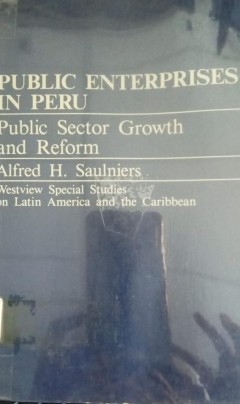 PUBLIC ENTERPRISES
IN PERU
Public Sector Growth
and Reform
Alfred H. Saulniers
Westview Special Studies
on Latin America and the Caribbean